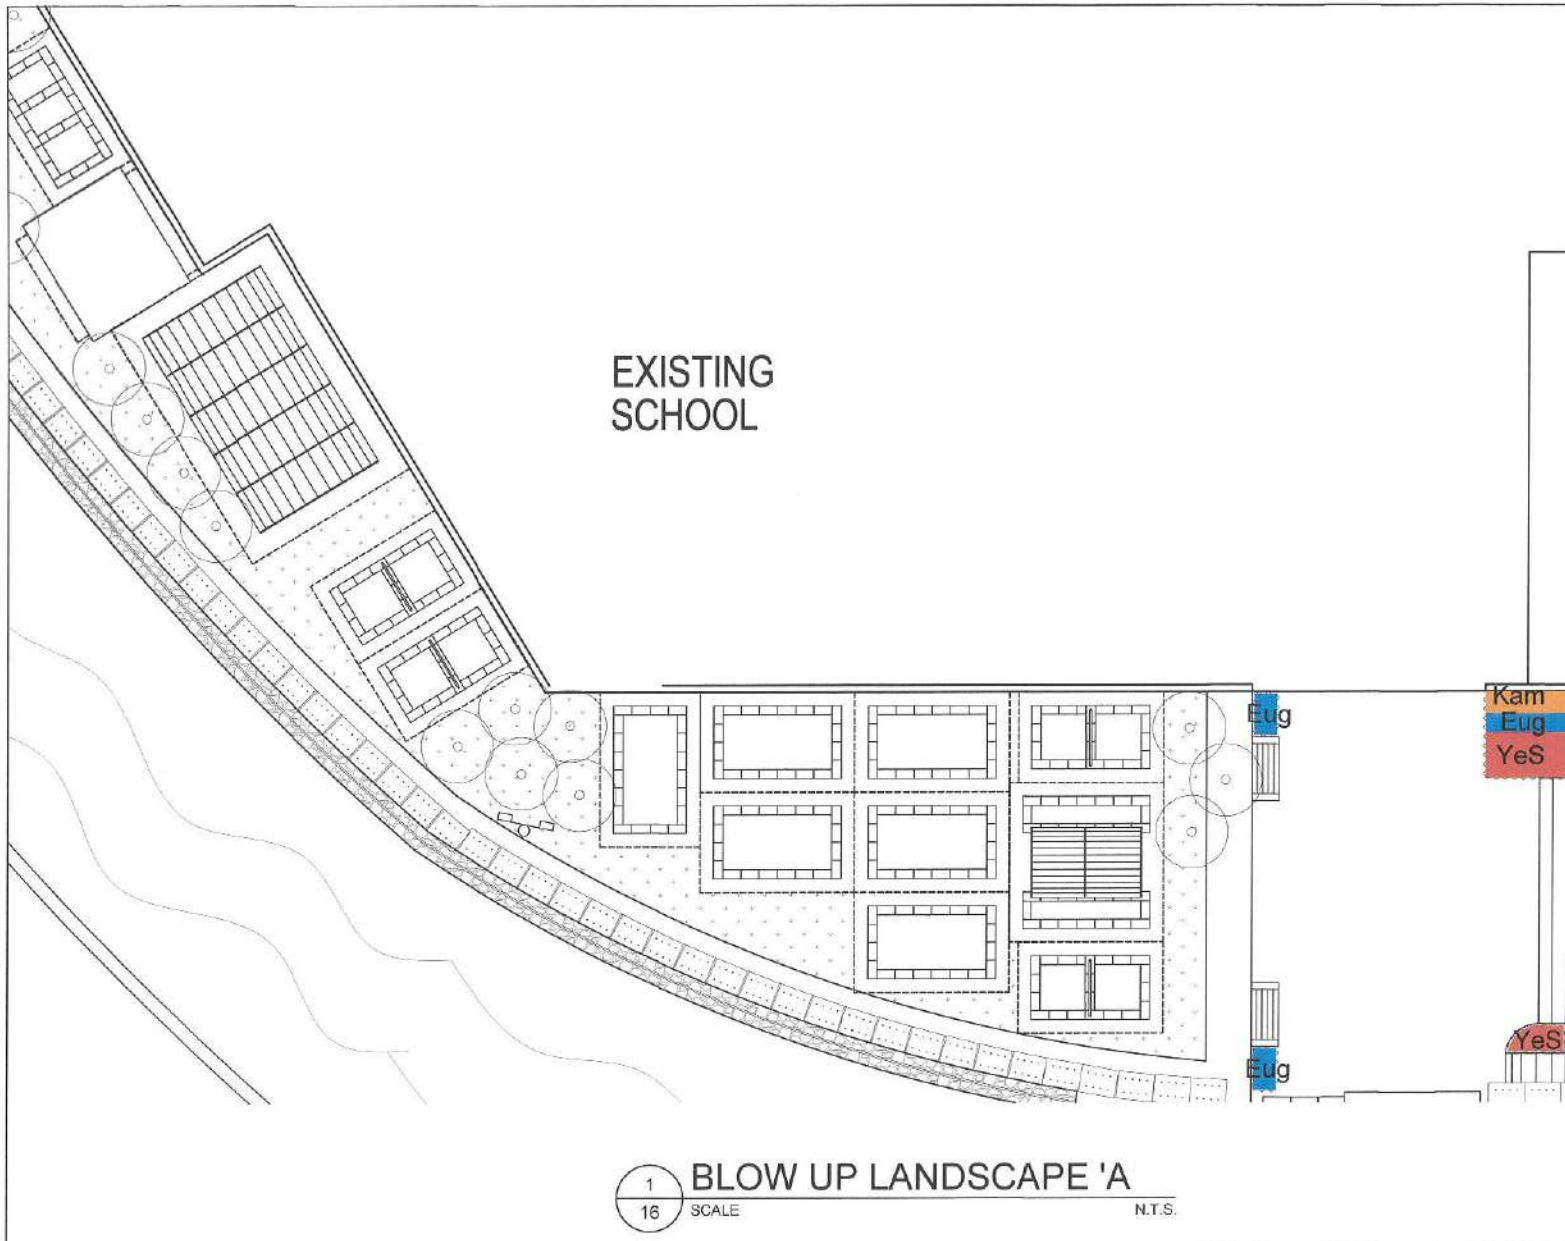 EXISTING
SCHOOL
Kam
Eug
Eug
YeS
YeS
Eug
1
16
BLOW UP LANDSCAPE 'A
SCALE
N.T.S.